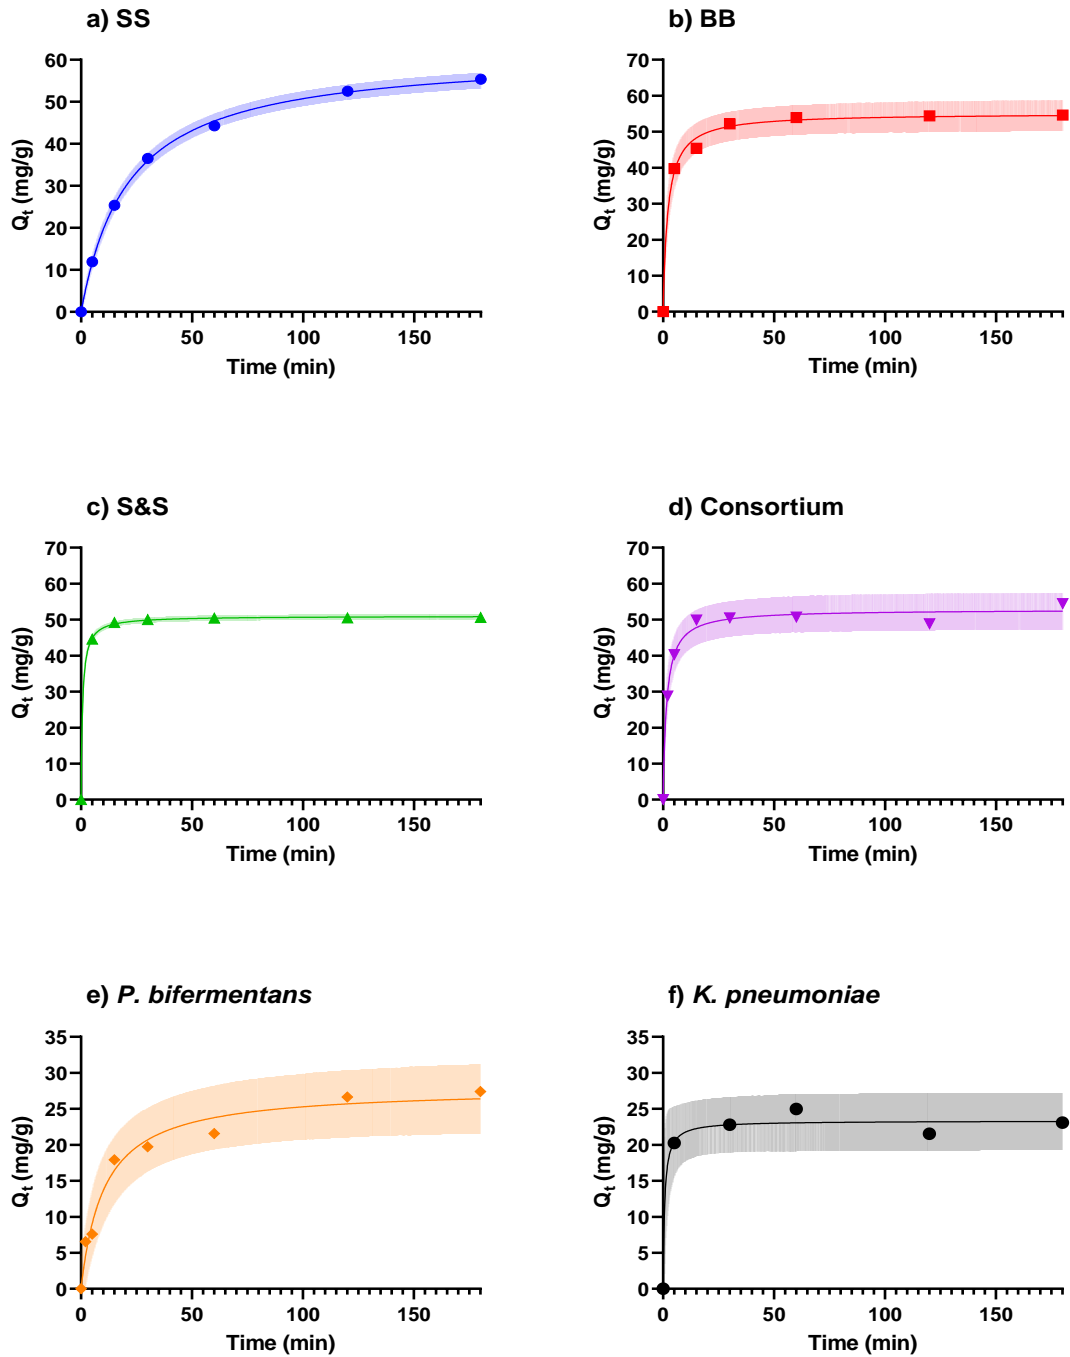 a) SS
60
50
40
30
20
10
0
Qt (mg/g)
0 50 100 150
Time (min)
b) BB
70
60
50
40
30
20
10
0
Qt (mg/g)
0 50 100 150
Time (min)
c) S&S
70
60
50
40
30
20
10
0
Qt (mg/g)
0 50 100 150
Time (min)
d) Consortium
70
60
50
40
30
20
10
0
Qt (mg/g)
0 50 100 150
Time (min)
e) P. bifermentans
35
30
25
20
15
10
5
0
Qt (mg/g)
0 50 100 150
Time (min)
f) K. pneumoniae
35
30
25
20
15
10
5
0
Qt (mg/g)
0 50 100 150
Time (min)